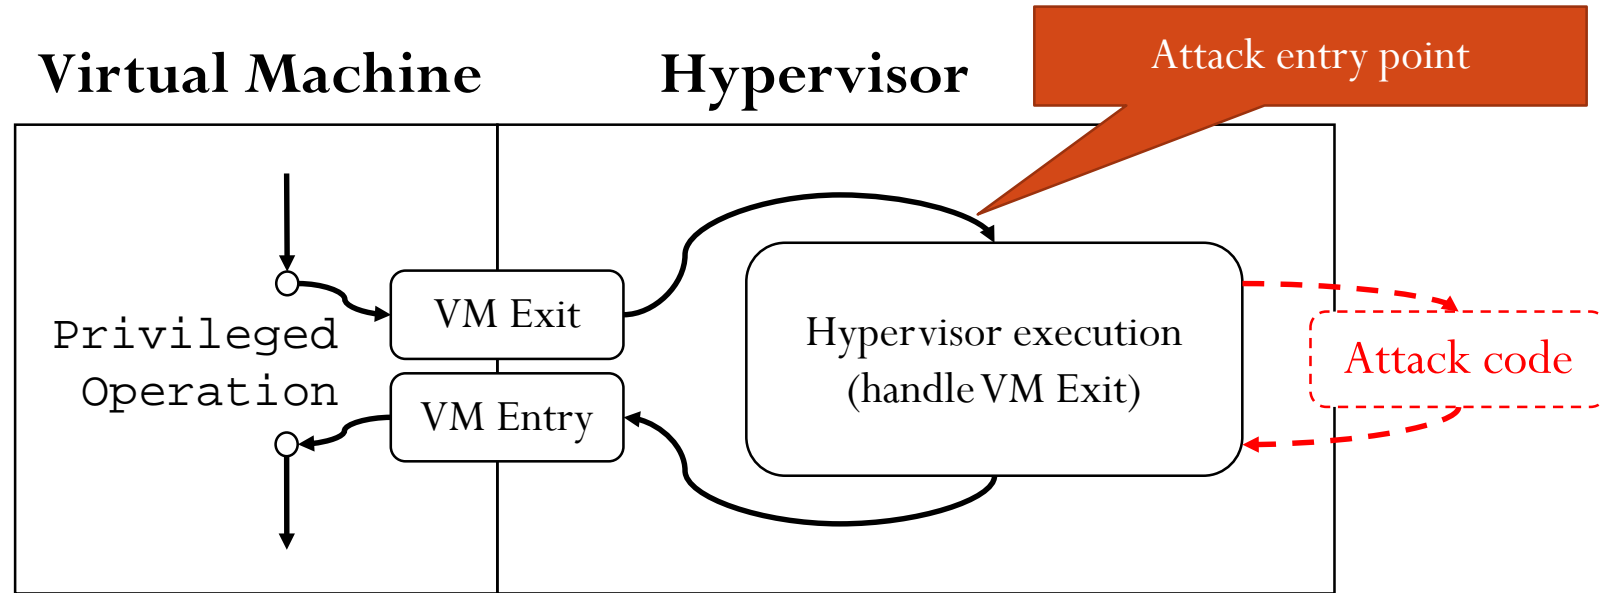 Virtual Machine
Hypervisor
Attack entry point
Privileged
Operation
VM Exit
VM Entry
Hypervisor execution
(handle VM Exit)
Attack code